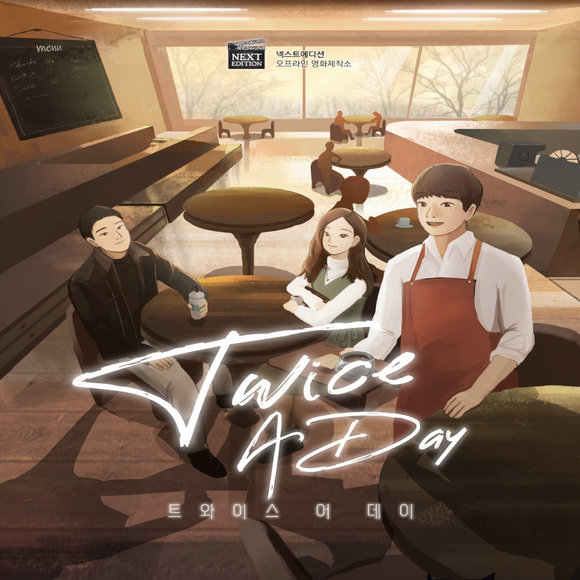 menu
NEXT
EDITION
넥스트에디션
오프라인 영화제작소
Twice
A Day
트와이스 어 데이